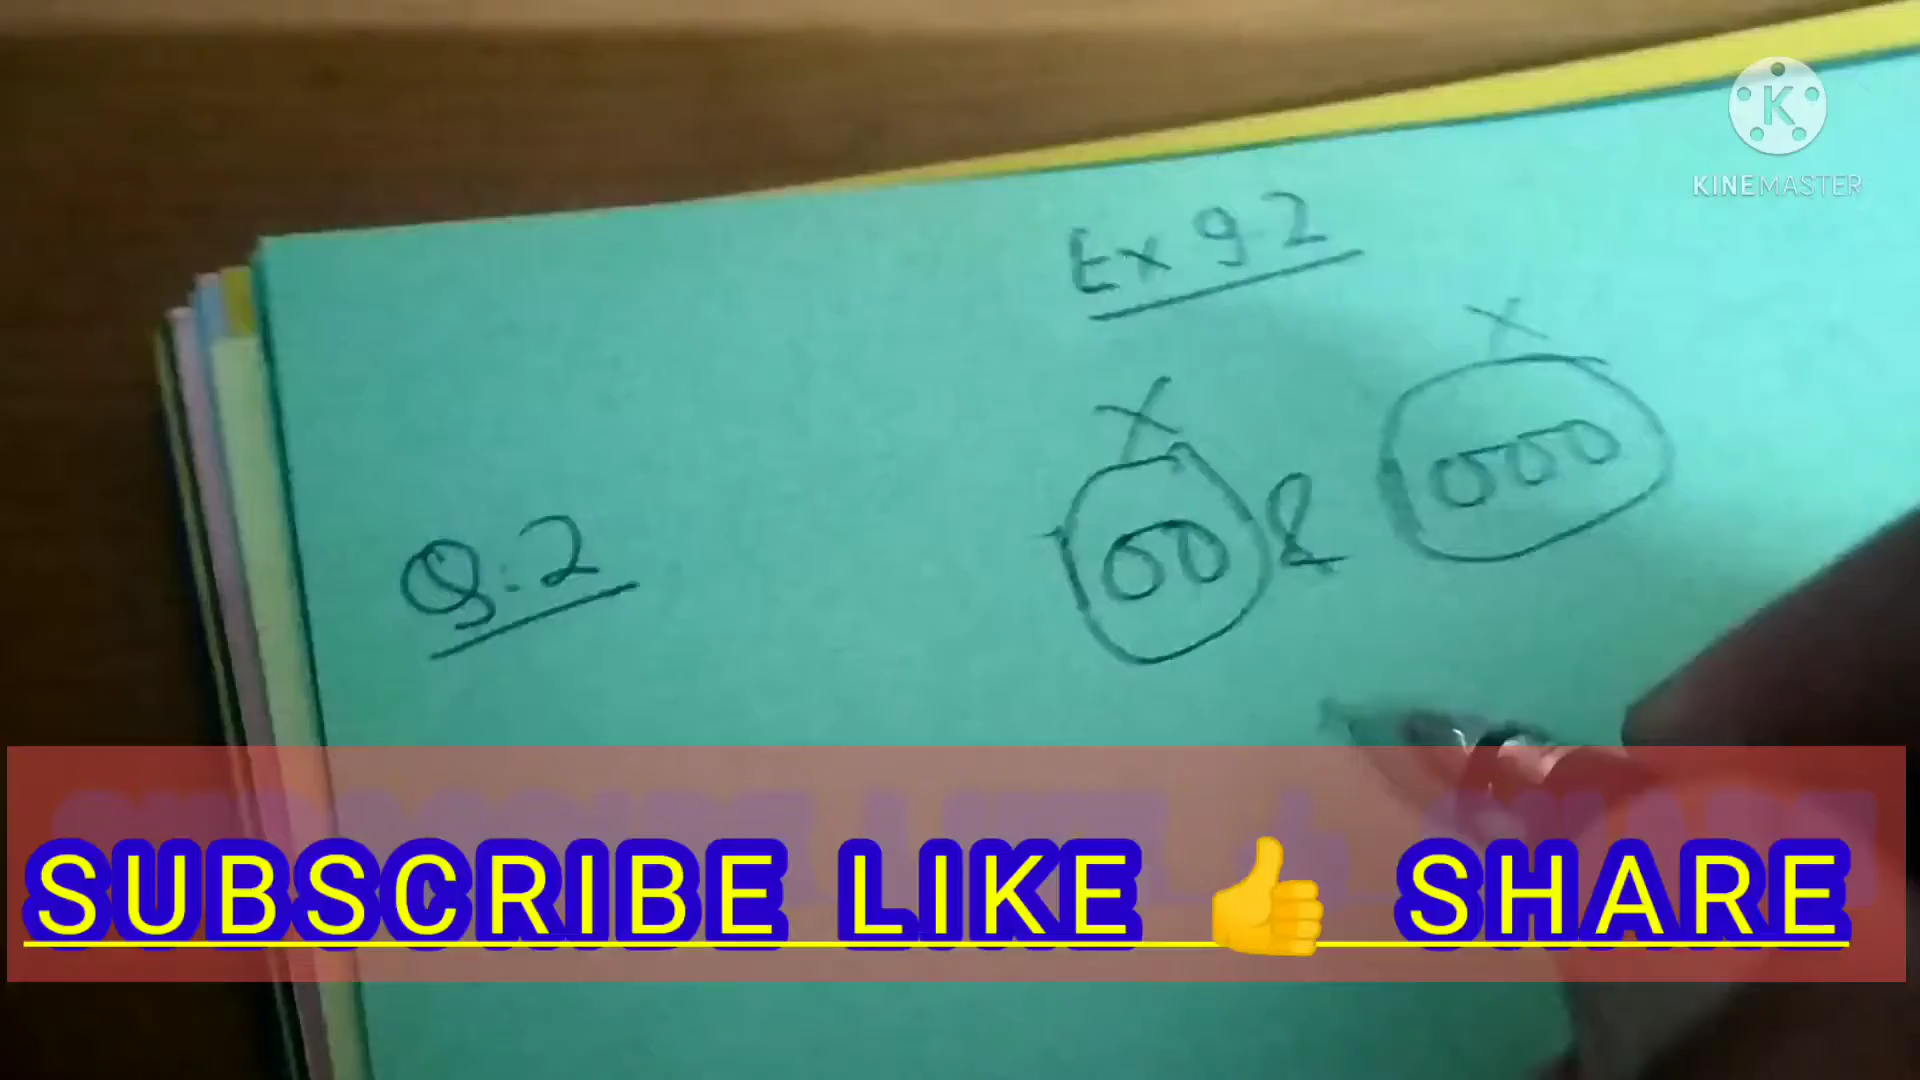 KINEMASTER
Ex 9.2
X X
Q.2
00 & 000
SUBSCRIBE LIKE 👍 SHARE